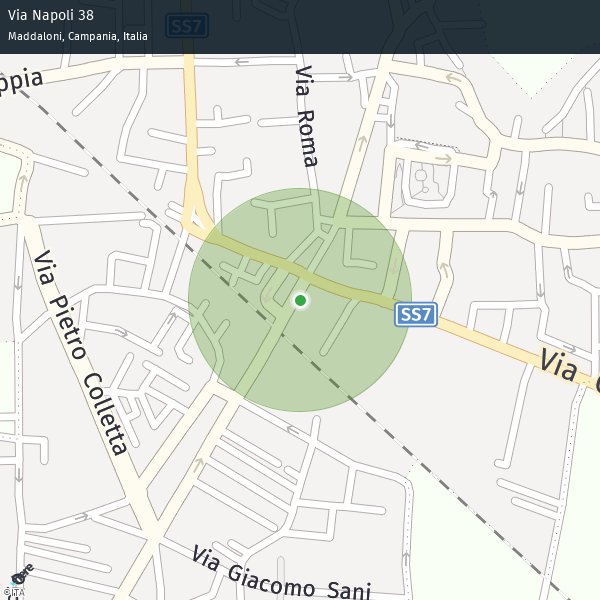 Via Napoli 38
Maddaloni, Campania, Italia
SS7
ppia
Via Roma
Via Pietro Colletta
SS7
Via
Via Giacomo Sani
© ITA